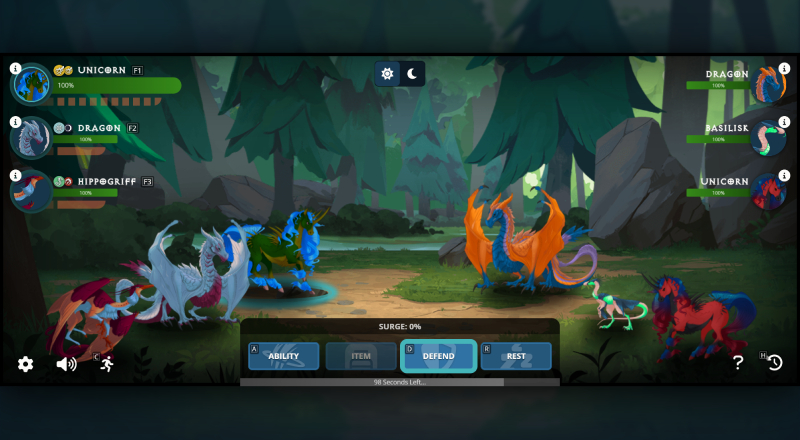 UNICORN F1
100%
DRAGON F2
100%
HIPPOGRIFF F3
100%
DRAGON
100%
BASILISK
100%
UNICORN
100%
SURGE: 0%
A ABILITY
ITEM
D DEFEND
R REST
98 Seconds Left...
C
?
H